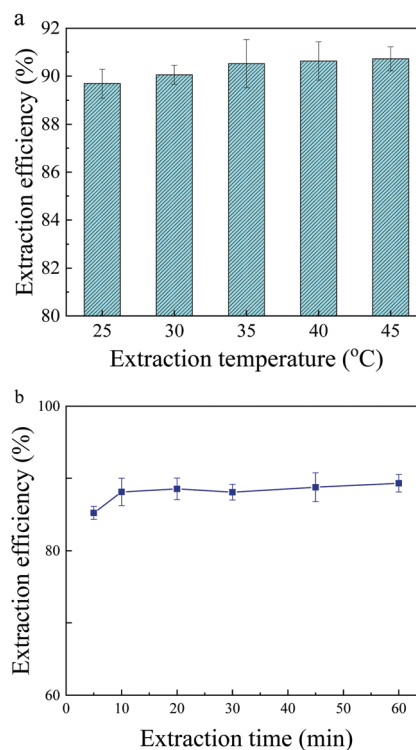 a
Extraction efficiency (%)
92
90
88
86
84
82
80
25 30 35 40 45
Extraction temperature (°C)
b
Extraction efficiency (%)
100
80
60
0 10 20 30 40 50 60
Extraction time (min)